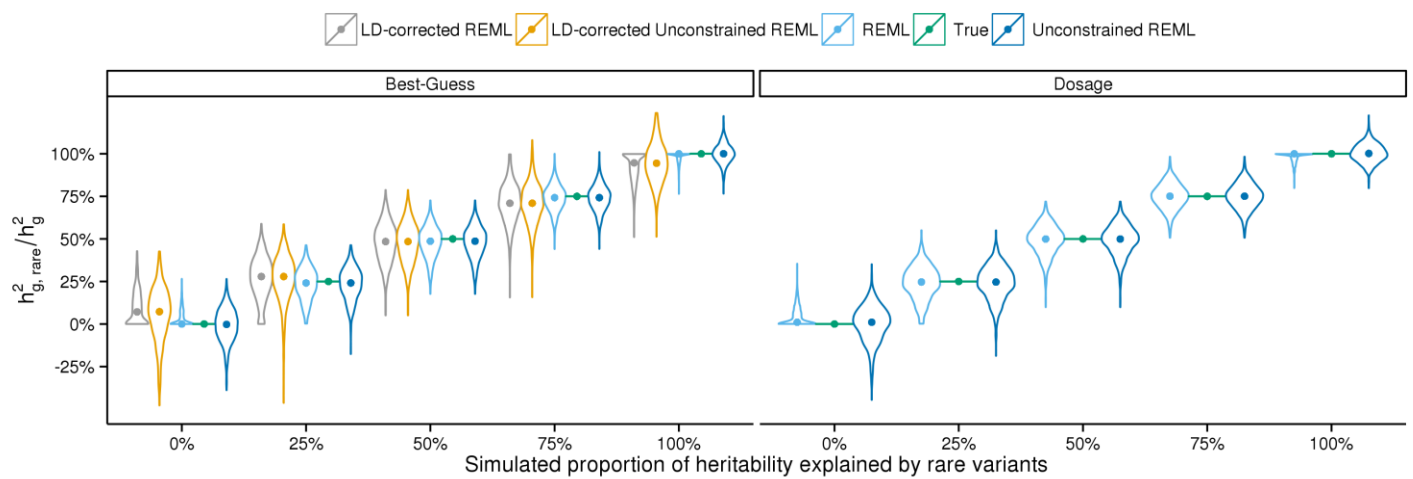 LD-corrected REML LD-corrected Unconstrained REML REML True Unconstrained REML
Best-Guess Dosage
100%
75%
50%
25%
0%
-25%
h²g, rare/h²g
0% 25% 50% 75% 100% 0% 25% 50% 75% 100%
Simulated proportion of heritability explained by rare variants